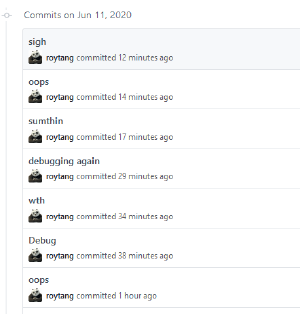 Commits on Jun 11, 2020
sigh
roytang committed 12 minutes ago
oops
roytang committed 14 minutes ago
sumthin
roytang committed 17 minutes ago
debugging again
roytang committed 29 minutes ago
wth
roytang committed 34 minutes ago
Debug
roytang committed 38 minutes ago
oops
roytang committed 1 hour ago